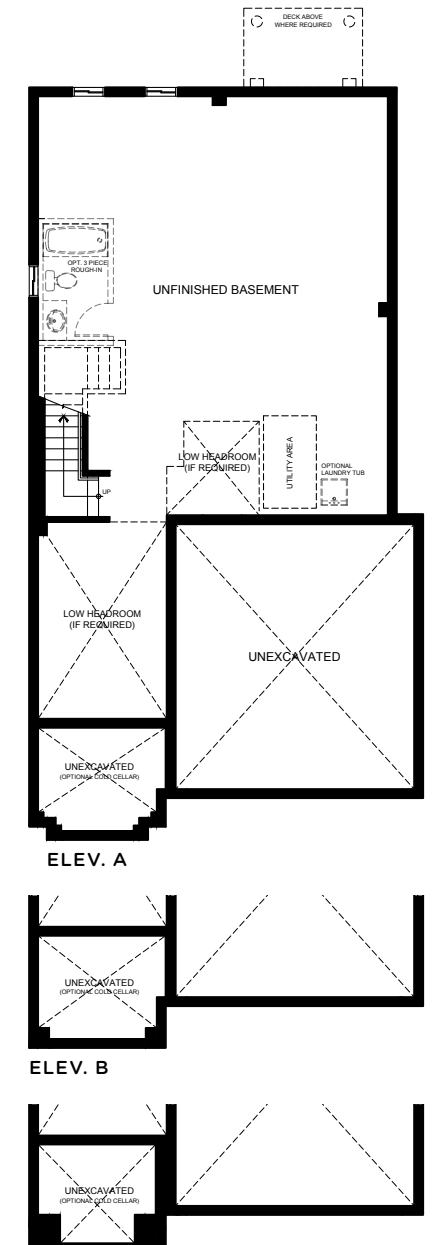 DECK ABOVE
WHERE REQUIRED
OPT. 3 PIECE
ROUGH-IN
UNFINISHED BASEMENT
LOW HEADROOM
(IF REQUIRED)
UTILITY AREA
OPTIONAL
LAUNDRY TUB
UP
LOW HEADROOM
(IF REQUIRED)
UNEXCAVATED
UNEXCAVATED
(OPTIONAL COLD CELLAR)
ELEV. A
UNEXCAVATED
(OPTIONAL COLD CELLAR)
ELEV. B
UNEXCAVATED
(OPTIONAL COLD CELLAR)